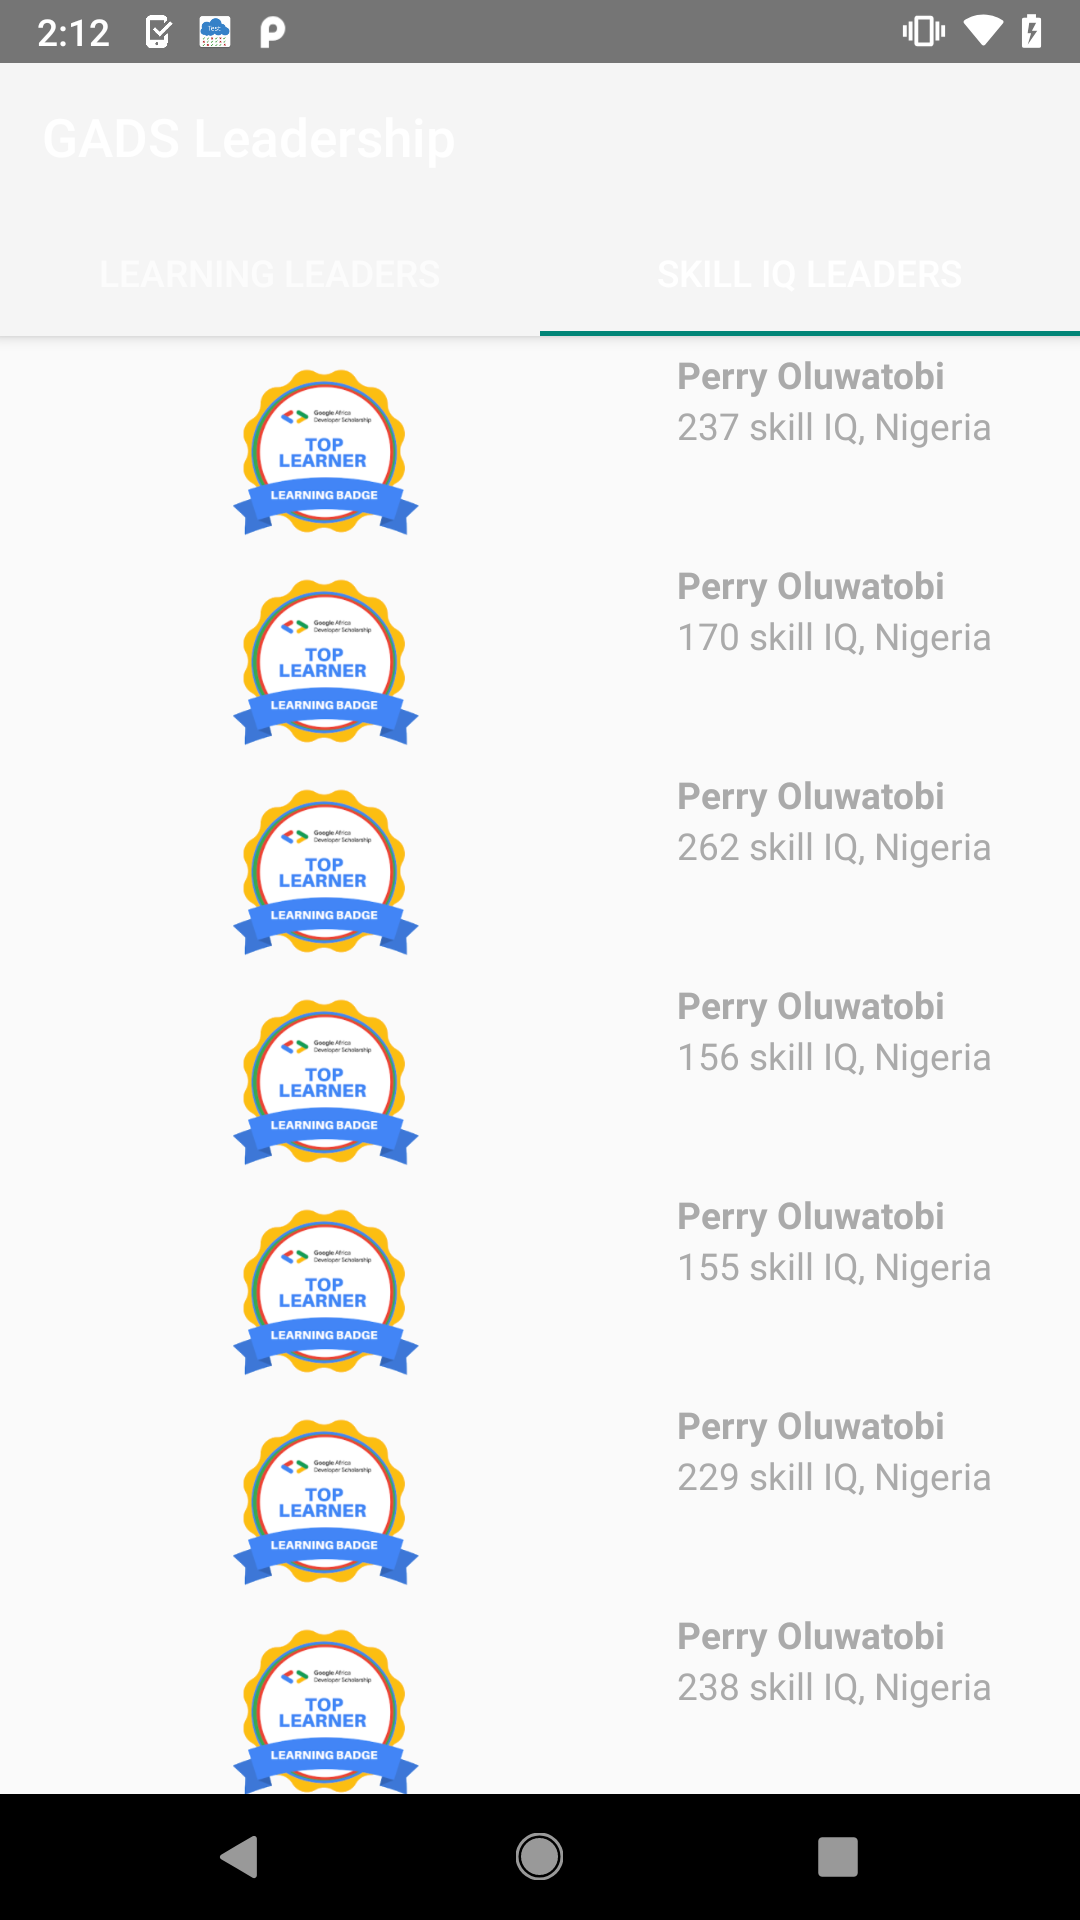 2:12
Test
GADS Leadership
LEARNING LEADERS
SKILL IQ LEADERS
Google Africa
Developer Scholarship
TOP
LEARNER
LEARNING BADGE
Perry Oluwatobi
237 skill IQ, Nigeria
Google Africa
Developer Scholarship
TOP
LEARNER
LEARNING BADGE
Perry Oluwatobi
170 skill IQ, Nigeria
Google Africa
Developer Scholarship
TOP
LEARNER
LEARNING BADGE
Perry Oluwatobi
262 skill IQ, Nigeria
Google Africa
Developer Scholarship
TOP
LEARNER
LEARNING BADGE
Perry Oluwatobi
156 skill IQ, Nigeria
Google Africa
Developer Scholarship
TOP
LEARNER
LEARNING BADGE
Perry Oluwatobi
155 skill IQ, Nigeria
Google Africa
Developer Scholarship
TOP
LEARNER
LEARNING BADGE
Perry Oluwatobi
229 skill IQ, Nigeria
Google Africa
Developer Scholarship
TOP
LEARNER
LEARNING BADGE
Perry Oluwatobi
238 skill IQ, Nigeria